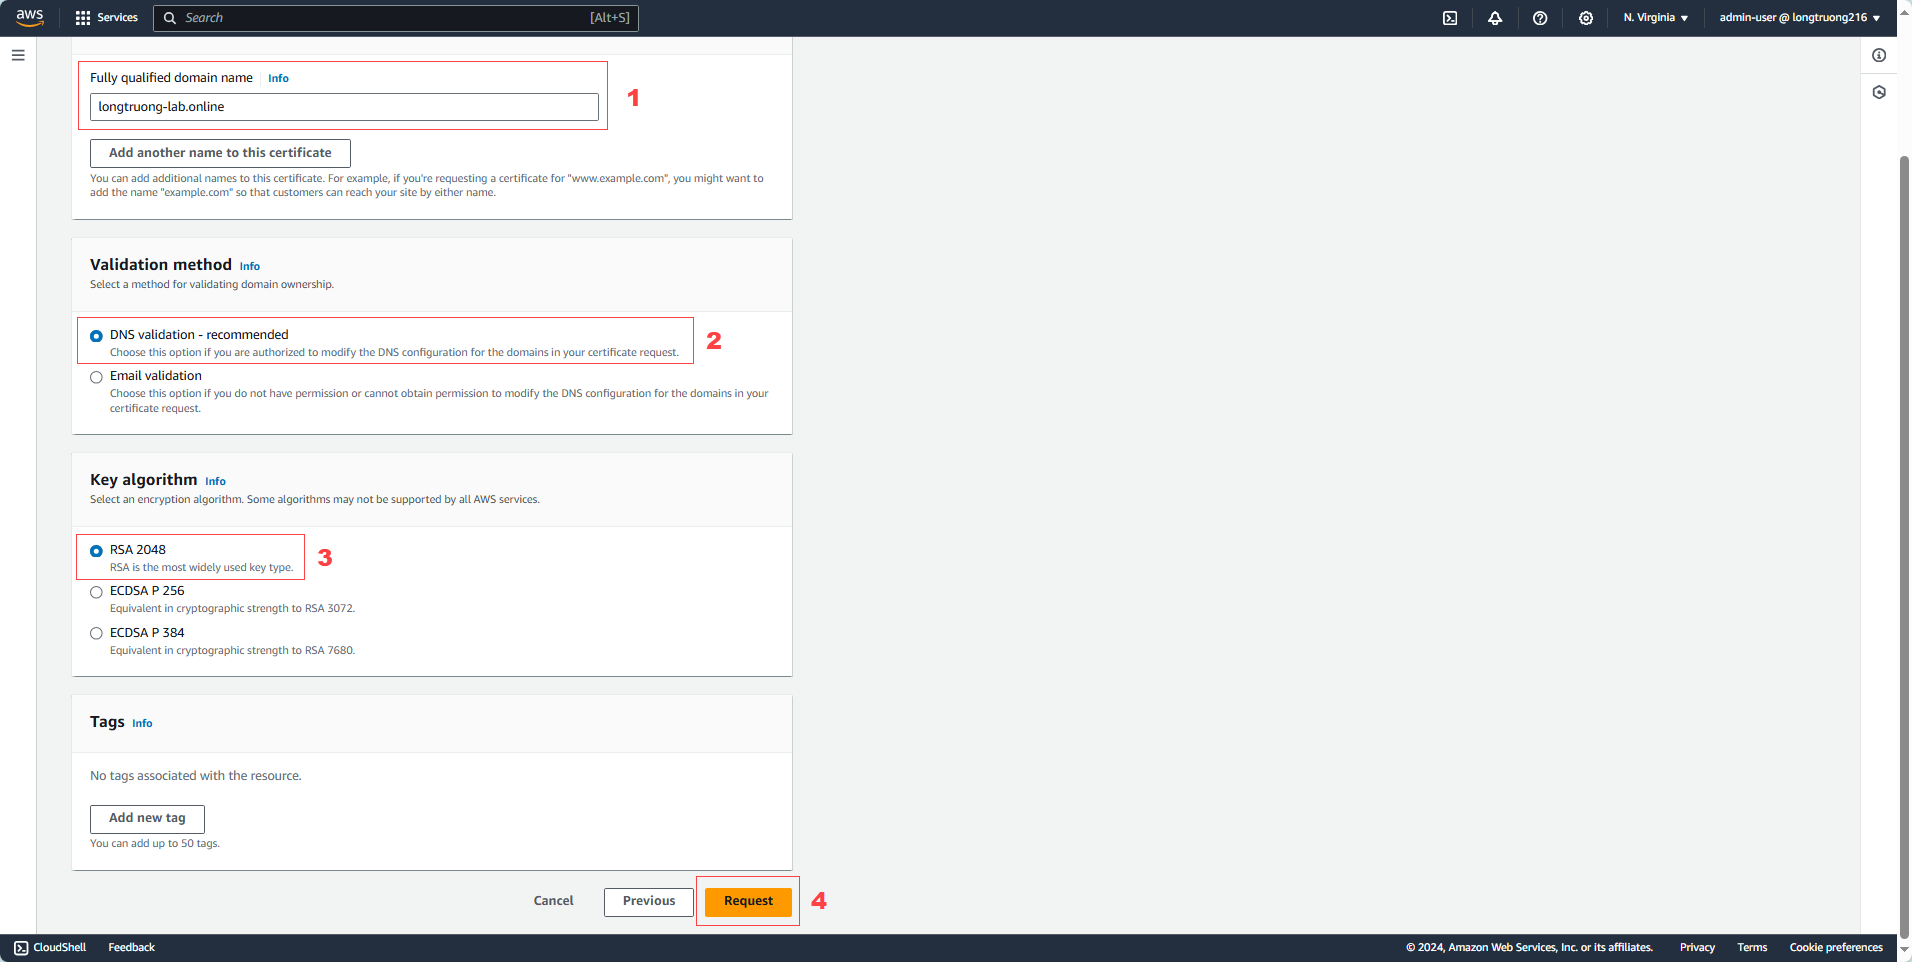 aws
Services
Search
[Alt+S]
N. Virginia
admin-user @ longtruong216
Fully qualified domain name
Info
longtruong-lab.online
1
Add another name to this certificate
You can add additional names to this certificate. For example, if you're requesting a certificate for "www.example.com", you might want to
add the name "example.com" so that customers can reach your site by either name.
Validation method Info
Select a method for validating domain ownership.
DNS validation - recommended
Choose this option if you are authorized to modify the DNS configuration for the domains in your certificate request.
2
Email validation
Choose this option if you do not have permission or cannot obtain permission to modify the DNS configuration for the domains in your
certificate request.
Key algorithm Info
Select an encryption algorithm. Some algorithms may not be supported by all AWS services.
RSA 2048
RSA is the most widely used key type.
3
ECDSA P 256
Equivalent in cryptographic strength to RSA 3072.
ECDSA P 384
Equivalent in cryptographic strength to RSA 7680.
Tags Info
No tags associated with the resource.
Add new tag
You can add up to 50 tags.
Cancel
Previous
Request
4
CloudShell
Feedback
© 2024, Amazon Web Services, Inc. or its affiliates.
Privacy
Terms
Cookie preferences